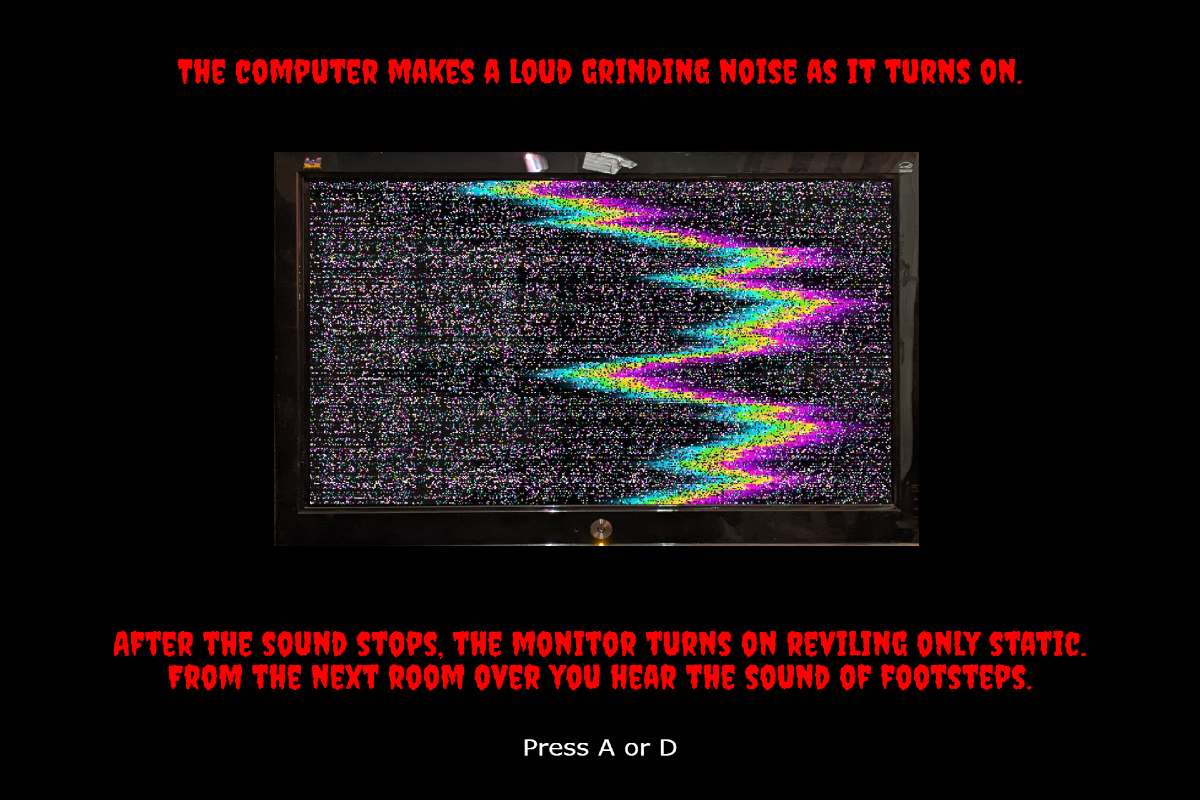 THE COMPUTER MAKES A LOUD GRINDING NOISE AS IT TURNS ON.
AFTER THE SOUND STOPS, THE MONITOR TURNS ON REVILING ONLY STATIC.
FROM THE NEXT ROOM OVER YOU HEAR THE SOUND OF FOOTSTEPS.
Press A or D